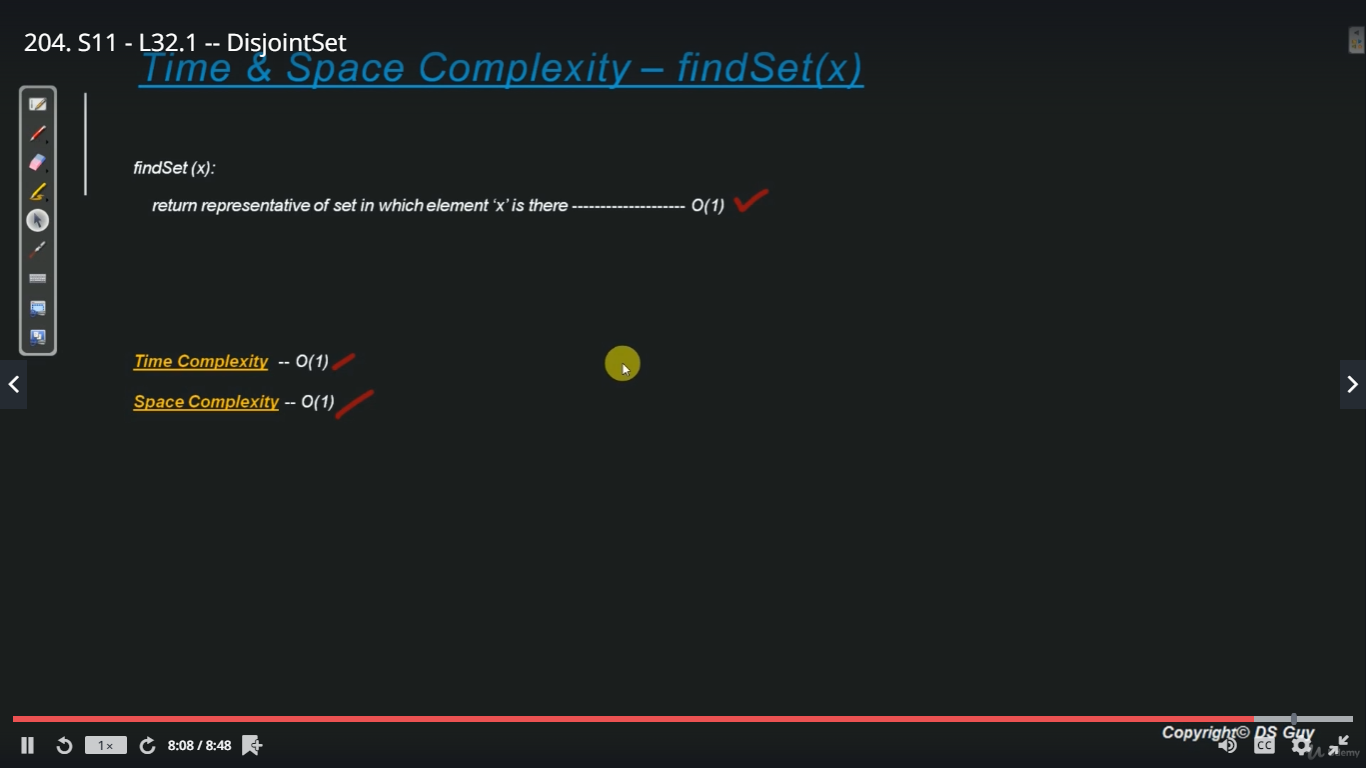 204. S11 - L32.1 -- DisjointSet
Time & Space Complexity – findSet(x)
findSet (x):
return representative of set in which element ‘x’ is there -------------------- O(1)
Time Complexity -- O(1)
Space Complexity -- O(1)
Copyright© DS Guy
1×
8:08 / 8:48
CC